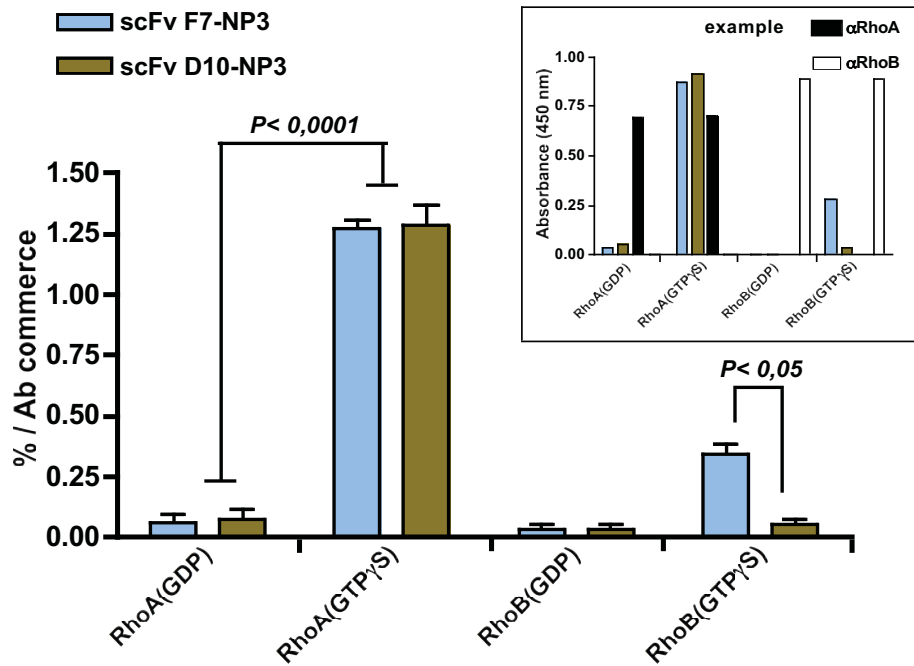 scFv F7-NP3
scFv D10-NP3
P< 0,0001
% / Ab commerce
1.50
1.25
1.00
0.75
0.50
0.25
0.00
RhoA(GDP)
RhoA(GTPγS)
RhoB(GDP)
RhoB(GTPγS)
P< 0,05
example
αRhoA
αRhoB
Absorbance (450 nm)
1.00
0.75
0.50
0.25
0.00
RhoA(GDP)
RhoA(GTPγS)
RhoB(GDP)
RhoB(GTPγS)